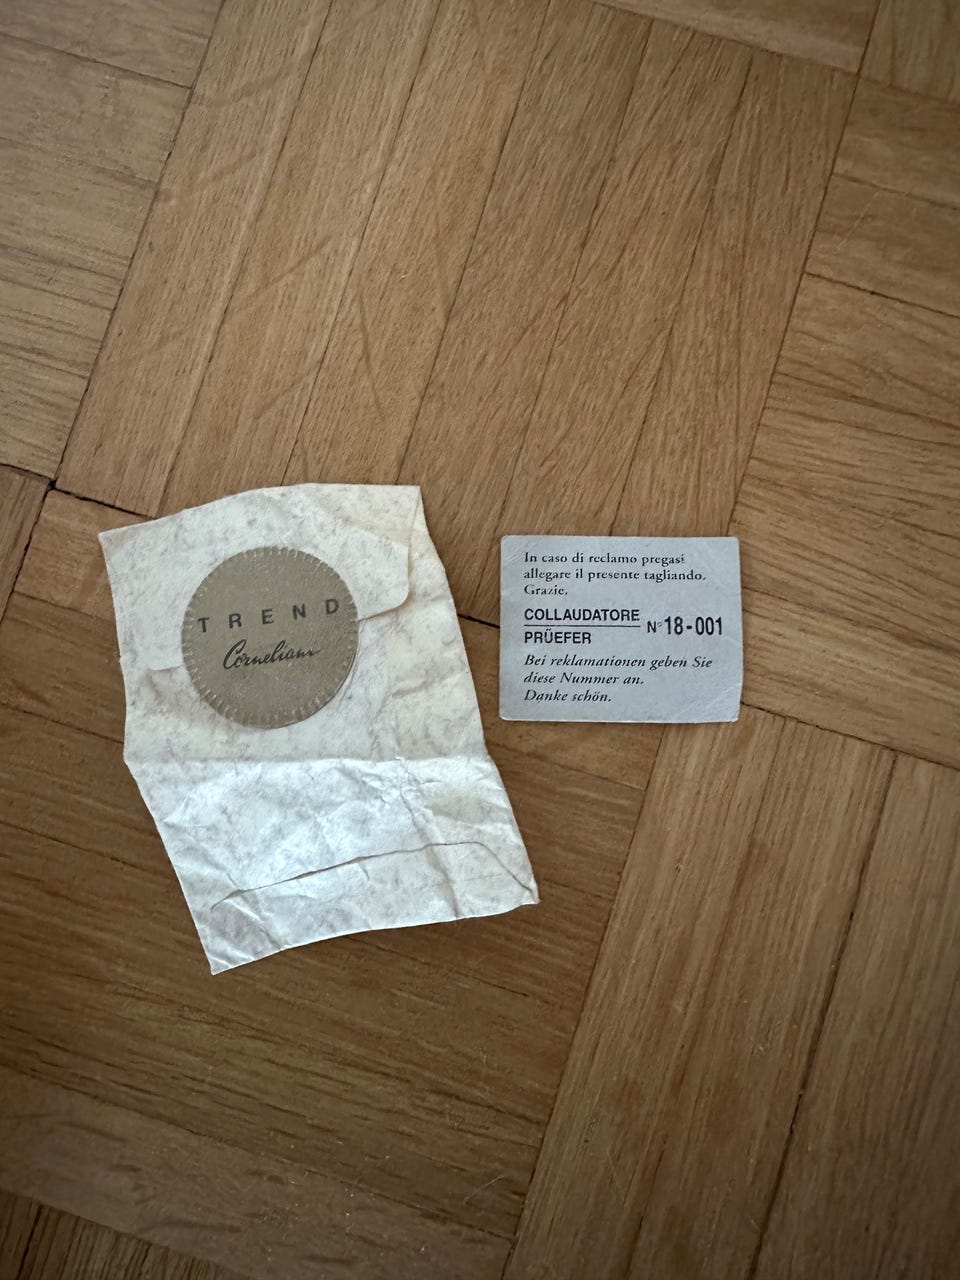 TREND
Corneliani
In caso di reclamo pregasi
allegare il presente tagliando.
Grazie.
COLLAUDATORE
PRÜEFER
N° 18-001
Bei reklamationen geben Sie
diese Nummer an.
Danke schön.